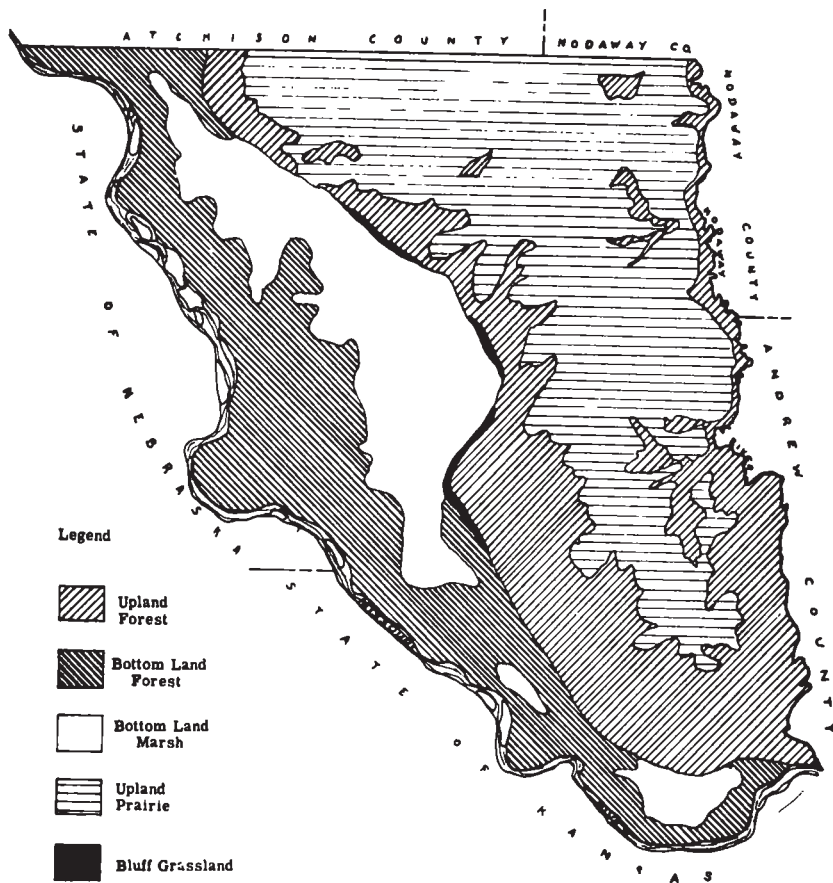 ATCHISON COUNTY
NODAWAY CO.
NODAWAY COUNTY
NODAWAY
RIVER
ANDREW COUNTY
STATE OF NEBRASKA
STATE OF KANSAS
Legend
Upland
Forest
Bottom Land
Forest
Bottom Land
Marsh
Upland
Prairie
Bluff Grassland